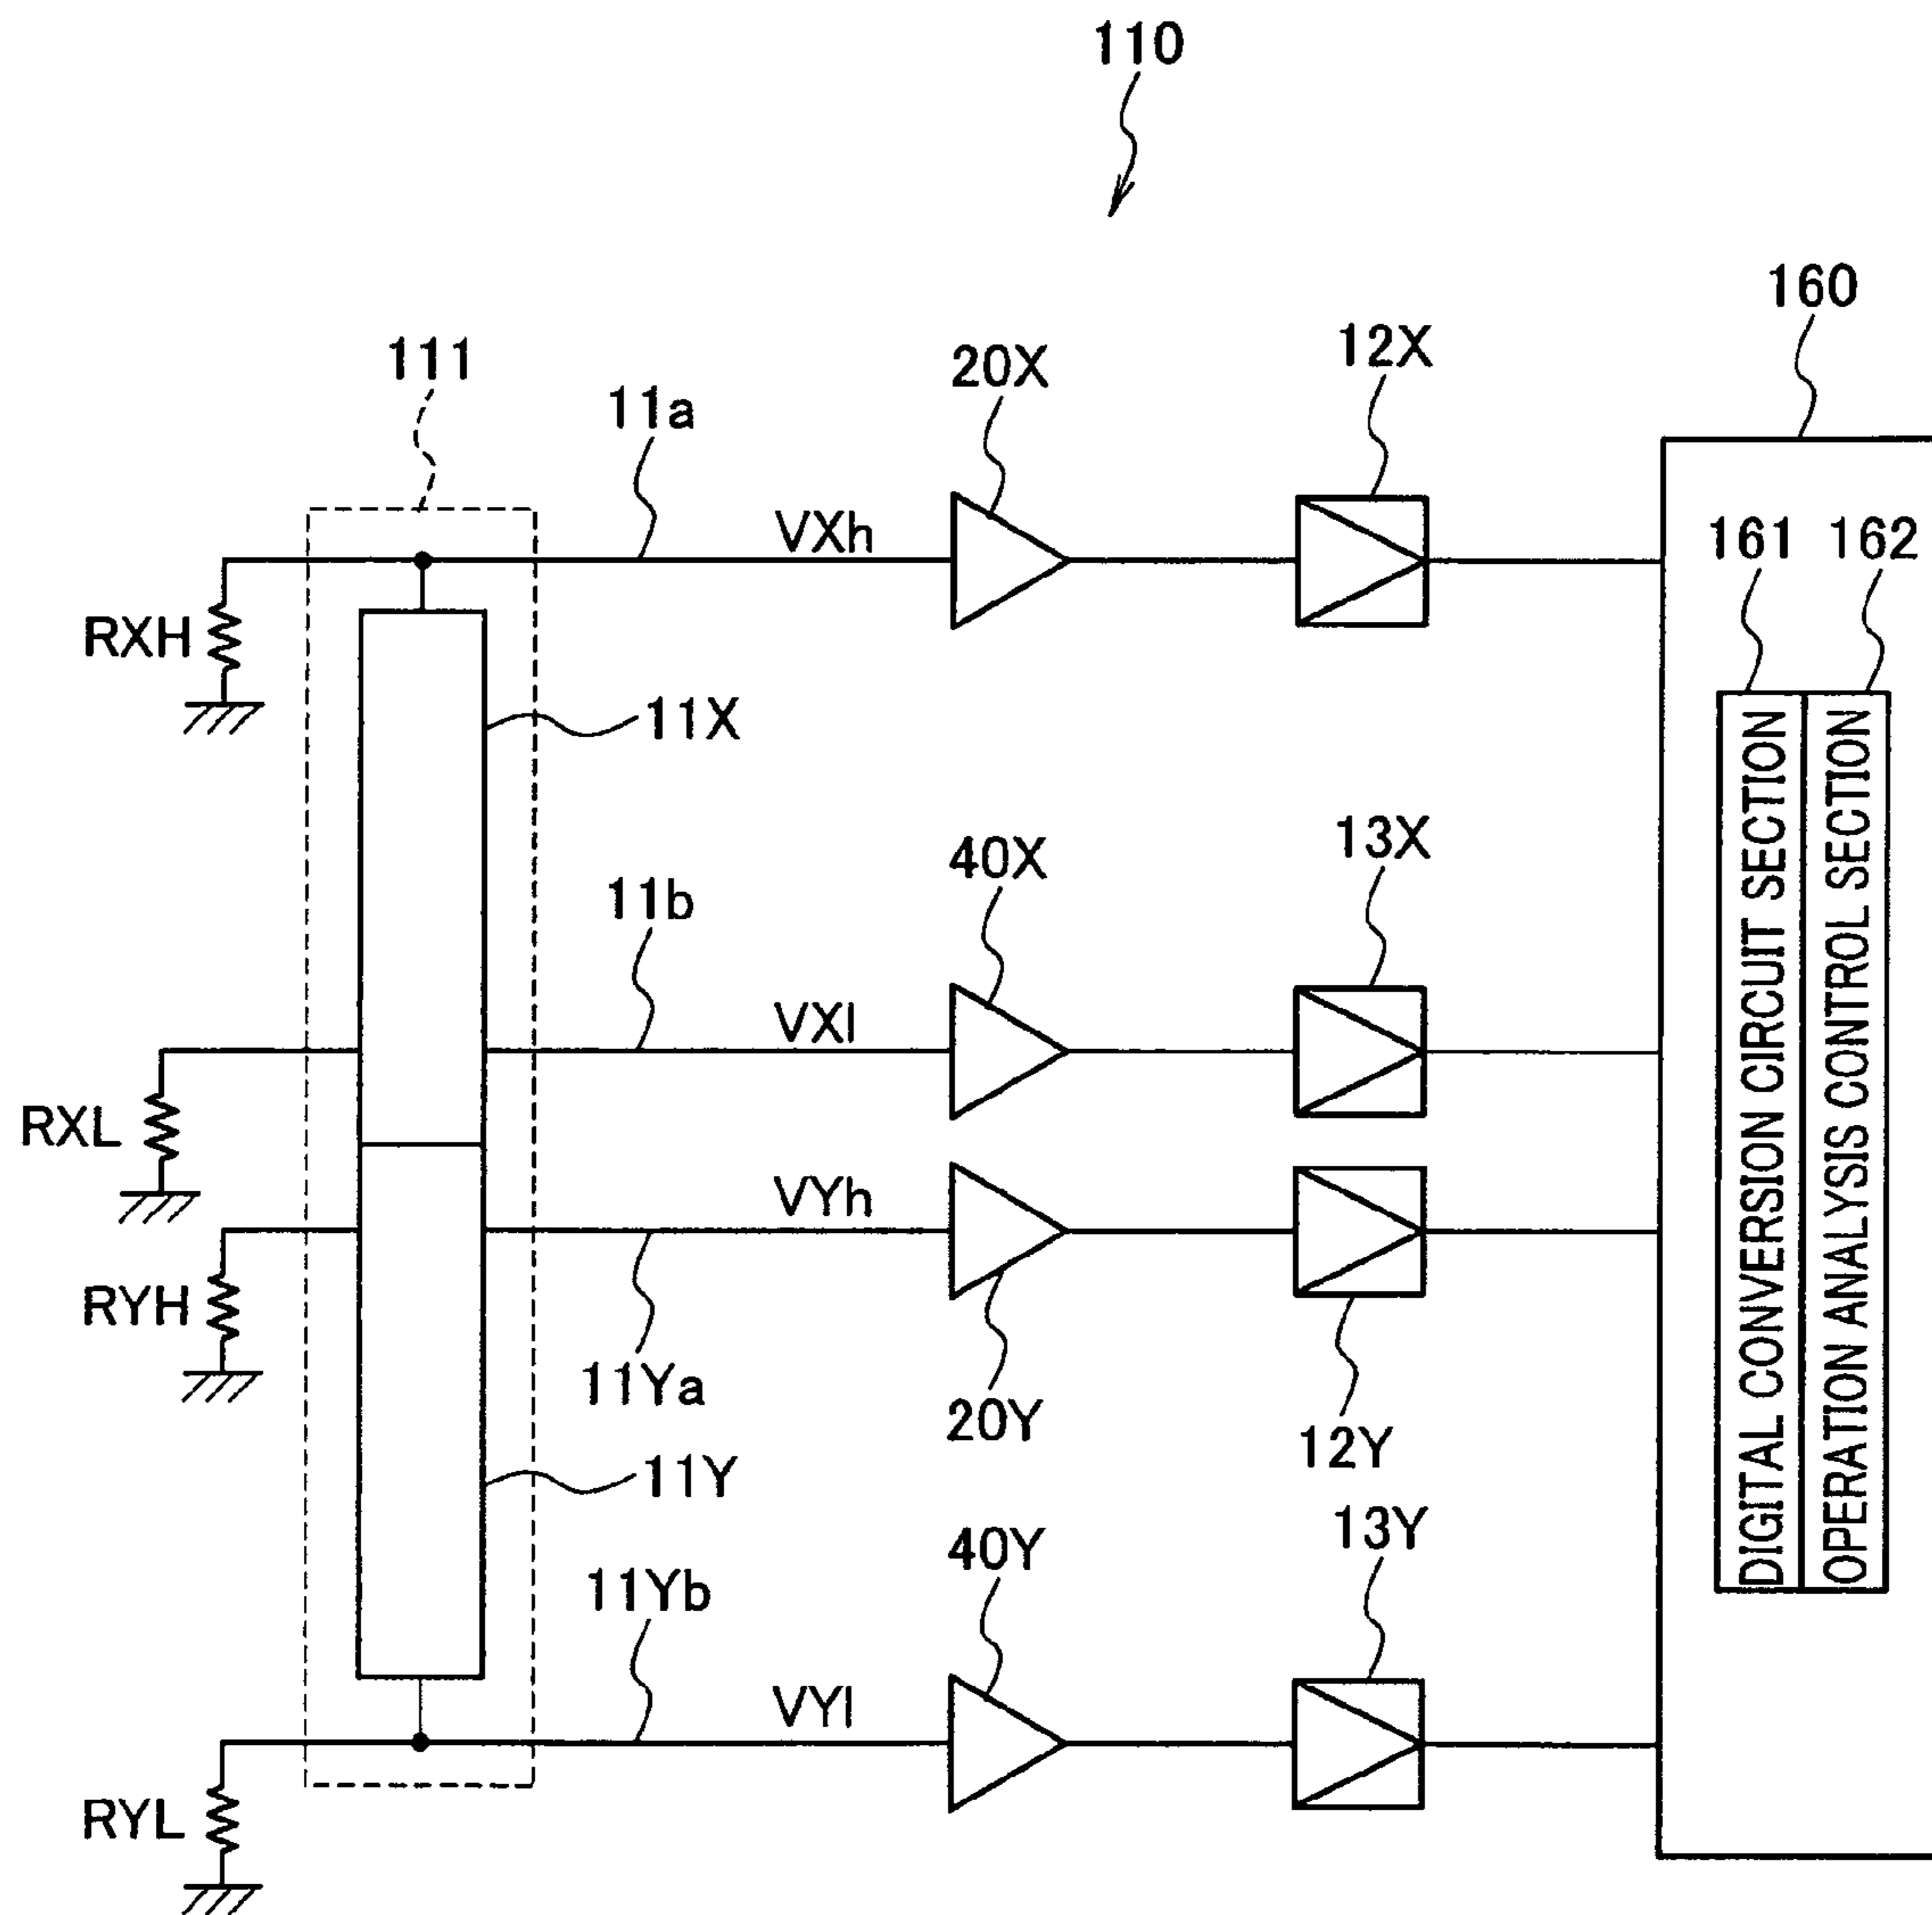 110
160
111
11a
20X
12X
161
162
VXh
RXH
11X
40X
13X
11b
VXl
RXL
VYh
RYH
11Ya
20Y
12Y
11Y
40Y
13Y
11Yb
VYl
RYL
DIGITAL CONVERSION CIRCUIT SECTION
OPERATION ANALYSIS CONTROL SECTION